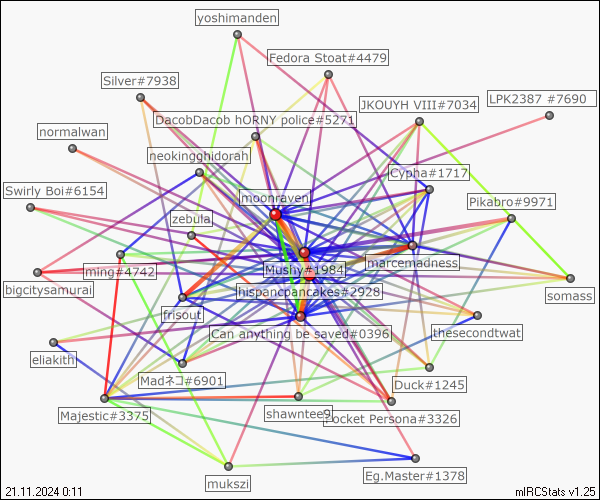 yoshimanden
Fedora Stoat#4479
Silver#7938
LPK2387 #7690
JKOUYH VIII#7034
DacobDacob hORNY police#5271
normalwan
neokingghidorah
Cypha#1717
Swirly Boi#6154
moonraven
Pikabro#9971
zebula
marcemadness
ming#4742
Mushy#1984
bigcitysamurai
hispancpancakes#2928
somass
frisout
Can anything be saved#0396
thesecondtwat
eliakith
Madネコ#6901
Duck#1245
Majestic#3375
shawntee9
Pocket Persona#3326
mukszi
Eg.Master#1378
21.11.2024 0:11
mIRCStats v1.25